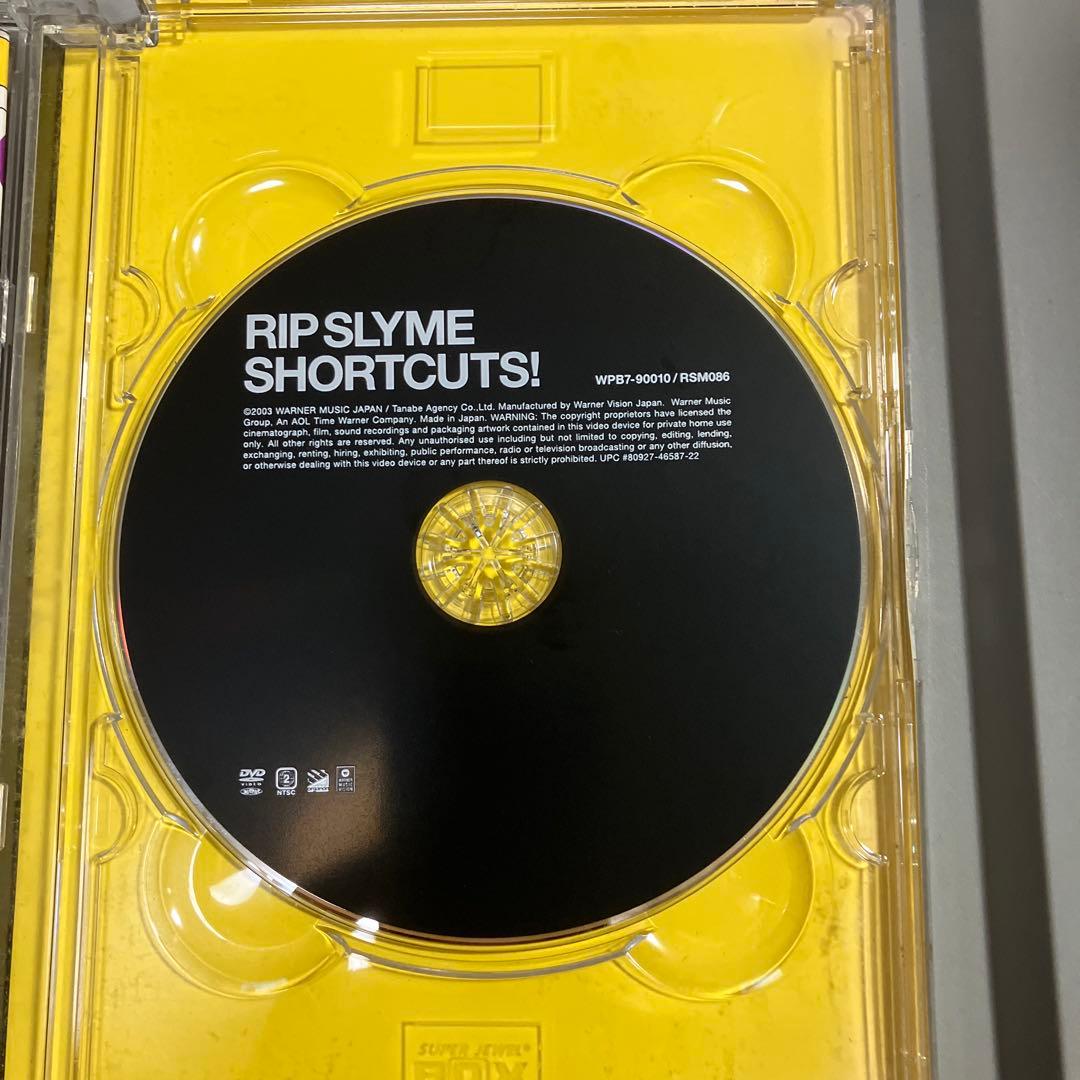 RIP SLYME
SHORTCUTS!
WPB7-90010/RSM086
©2003 WARNER MUSIC JAPAN / Tanabe Agency Co.,Ltd. Manufactured by Warner Vision Japan. Warner Music
Group, An AOL Time Warner Company. Made in Japan. WARNING: The copyright proprietors have licensed the
cinematograph, film, sound recordings and packaging artwork contained in this video device for private home use
only. All other rights are reserved. Any unauthorised use including but not limited to copying, editing, lending,
exchanging, renting, hiring, exhibiting, public performance, radio or television broadcasting or any other diffusion,
or otherwise dealing with this video device or any part thereof is strictly prohibited. UPC #80927-46587-22
DVD
VIDEO
2
NTSC
WARNER
MUSIC
VISION
SUPER JEWEL®
BOX